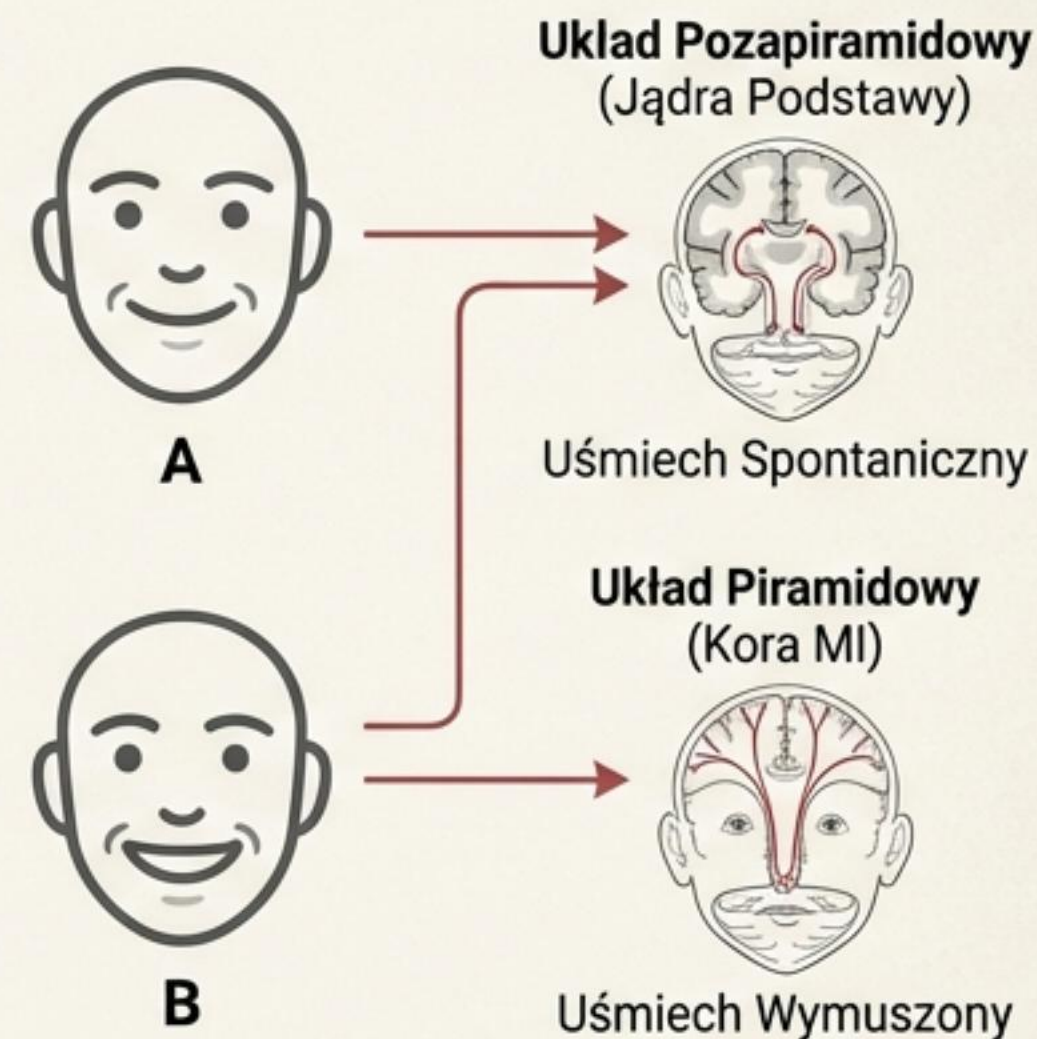 Uklad Pozapiramidowy
(Jądra Podstawy)
A
Uśmiech Spontaniczny
Układ Piramidowy
(Kora MI)
B
Uśmiech Wymuszony